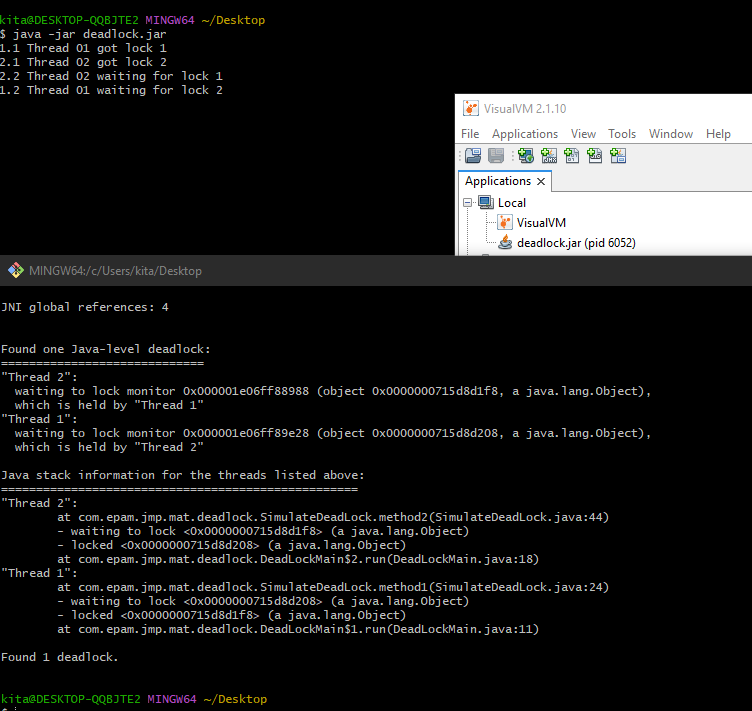 kita@DESKTOP-QQBJTE2 MINGW64 ~/Desktop
$ java -jar deadlock.jar
1.1 Thread O1 got lock 1
2.1 Thread O2 got lock 2
2.2 Thread O2 waiting for lock 1
1.2 Thread O1 waiting for lock 2
VisualVM 2.1.10
File Applications View Tools Window Help
Applications
Local
VisualVM
deadlock.jar (pid 6052)
MINGW64:/c/Users/kita/Desktop
JNI global references: 4
Found one Java-level deadlock:
=============================
"Thread 2":
  waiting to lock monitor 0x000001e06ff88988 (object 0x0000000715d8d1f8, a java.lang.Object),
  which is held by "Thread 1"
"Thread 1":
  waiting to lock monitor 0x000001e06ff89e28 (object 0x0000000715d8d208, a java.lang.Object),
  which is held by "Thread 2"
Java stack information for the threads listed above:
===================================================
"Thread 2":
        at com.epam.jmp.mat.deadlock.SimulateDeadLock.method2(SimulateDeadLock.java:44)
        - waiting to lock <0x0000000715d8d1f8> (a java.lang.Object)
        - locked <0x0000000715d8d208> (a java.lang.Object)
        at com.epam.jmp.mat.deadlock.DeadLockMain$2.run(DeadLockMain.java:18)
"Thread 1":
        at com.epam.jmp.mat.deadlock.SimulateDeadLock.method1(SimulateDeadLock.java:24)
        - waiting to lock <0x0000000715d8d208> (a java.lang.Object)
        - locked <0x0000000715d8d1f8> (a java.lang.Object)
        at com.epam.jmp.mat.deadlock.DeadLockMain$1.run(DeadLockMain.java:11)
Found 1 deadlock.
kita@DESKTOP-QQBJTE2 MINGW64 ~/Desktop